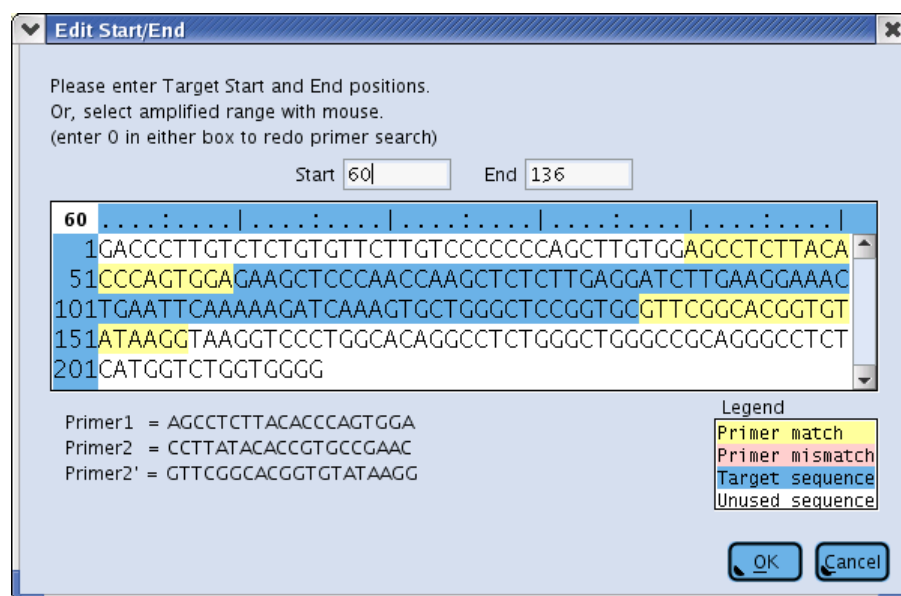 Edit Start/End
Please enter Target Start and End positions.
Or, select amplified range with mouse.
(enter 0 in either box to redo primer search)
Start 60 End 136
60 ....:....|....:....|....:....|....:....|....:....|
1GACCCTTGTCTCTGTGTTCTTGTCCCCCCCAGCTTGTGGAGCCTCTTACA
51CCCAGTGGAGAAGCTCCCAACCAAGCTCTCTTGAGGATCTTGAAGGAAAC
101TGAATTCAAAAAGATCAAAGTGCTGGGCTCCGGTGCGTTCGGCACGGTGT
151ATAAGGTAAGGTCCCTGGCACAGGCCTCTGGGCTGGGCCGCAGGGCCTCT
201CATGGTCTGGTGGGG
Primer1 = AGCCTCTTACACCCAGTGGA
Primer2 = CCTTATACACCGTGCCGAAC
Primer2' = GTTCGGCACGGTGTATAAGG
Legend
Primer match
Primer mismatch
Target sequence
Unused sequence
OK Cancel